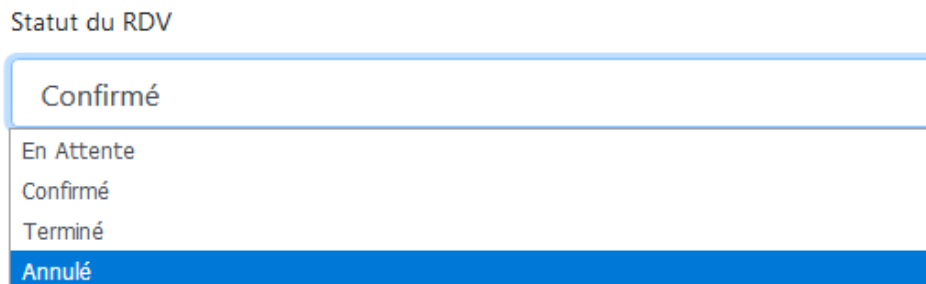 Statut du RDV
Confirmé
En Attente
Confirmé
Terminé
Annulé